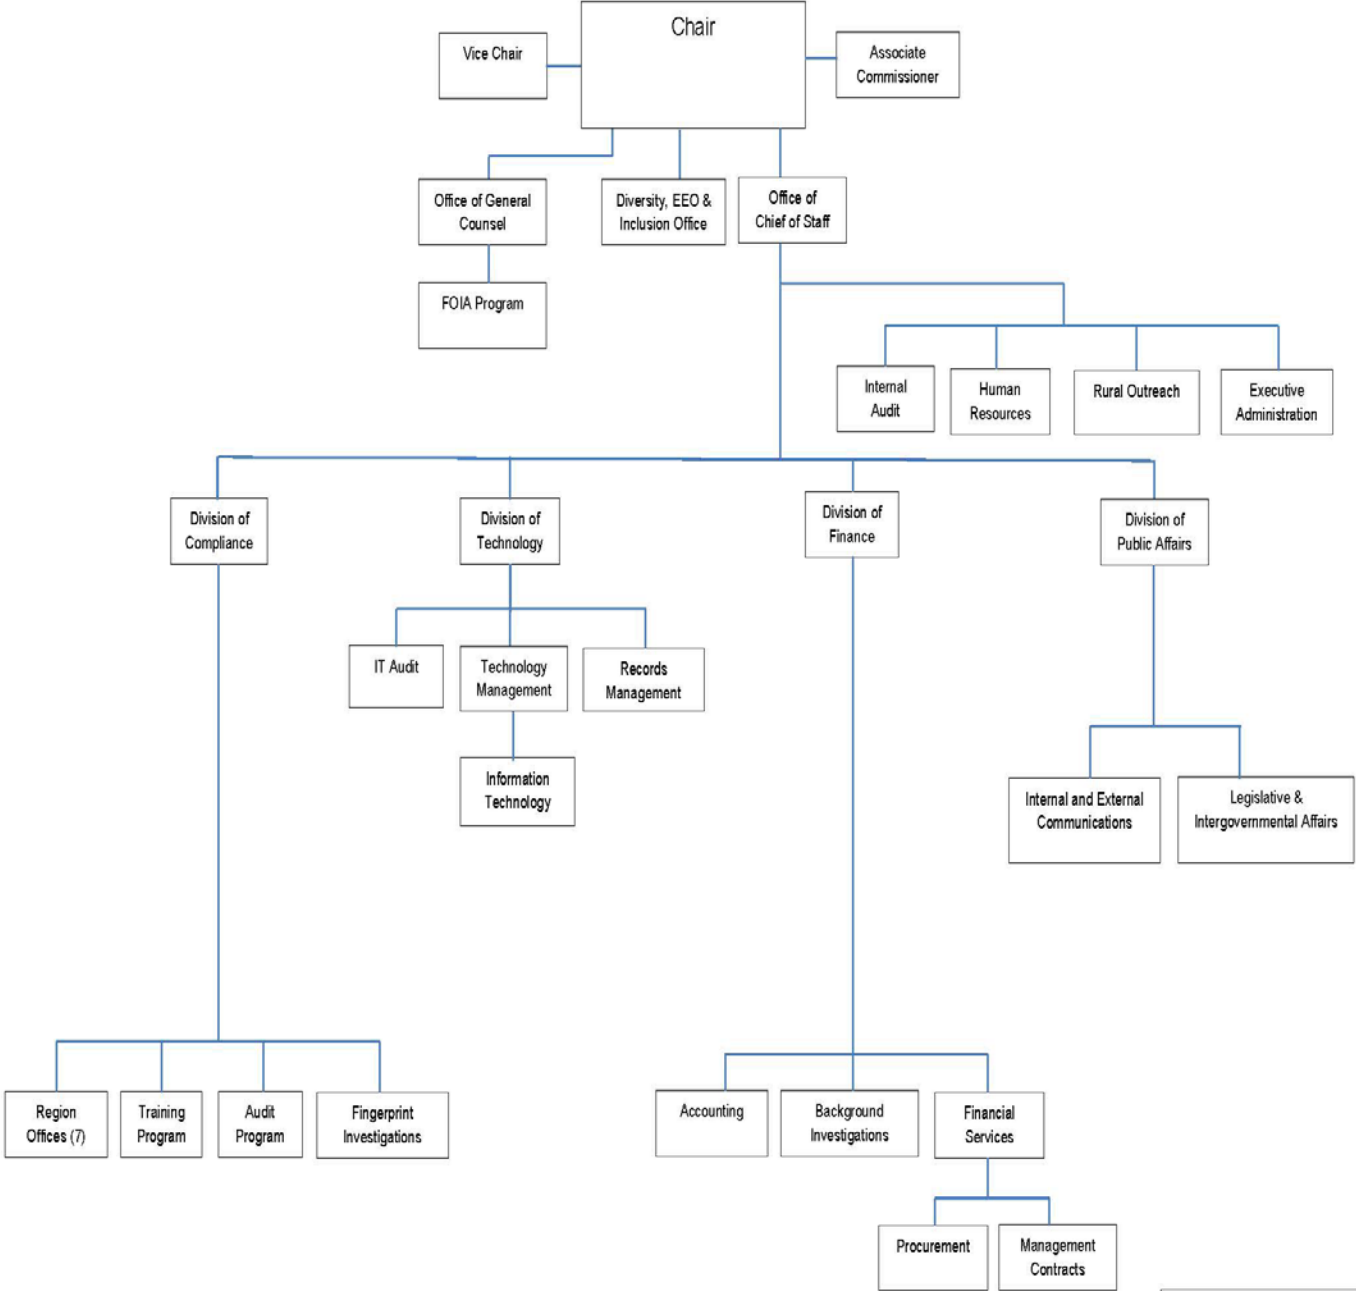 Chair
Vice Chair
Associate
Commissioner
Office of General
Counsel
Diversity, EEO &
Inclusion Office
Office of
Chief of Staff
FOIA Program
Internal
Audit
Human
Resources
Rural Outreach
Executive
Administration
Division of
Compliance
Division of
Technology
Division of
Finance
Division of
Public Affairs
IT Audit
Technology
Management
Records
Management
Information
Technology
Internal and External
Communications
Legislative &
Intergovernmental Affairs
Region
Offices (7)
Training
Program
Audit
Program
Fingerprint
Investigations
Accounting
Background
Investigations
Financial
Services
Procurement
Management
Contracts